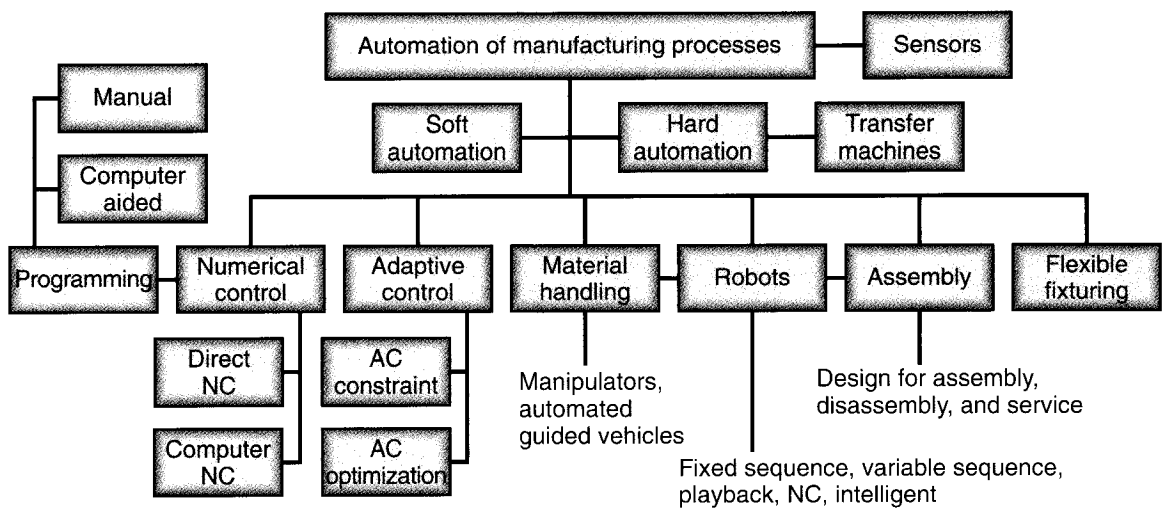 Automation of manufacturing processes
Sensors
Manual
Soft
automation
Hard
automation
Transfer
machines
Computer
aided
Programming
Numerical
control
Adaptive
control
Material
handling
Robots
Assembly
Flexible
fixturing
Direct
NC
AC
constraint
Manipulators,
automated
guided vehicles
Design for assembly,
disassembly, and service
Computer
NC
AC
optimization
Fixed sequence, variable sequence,
playback, NC, intelligent